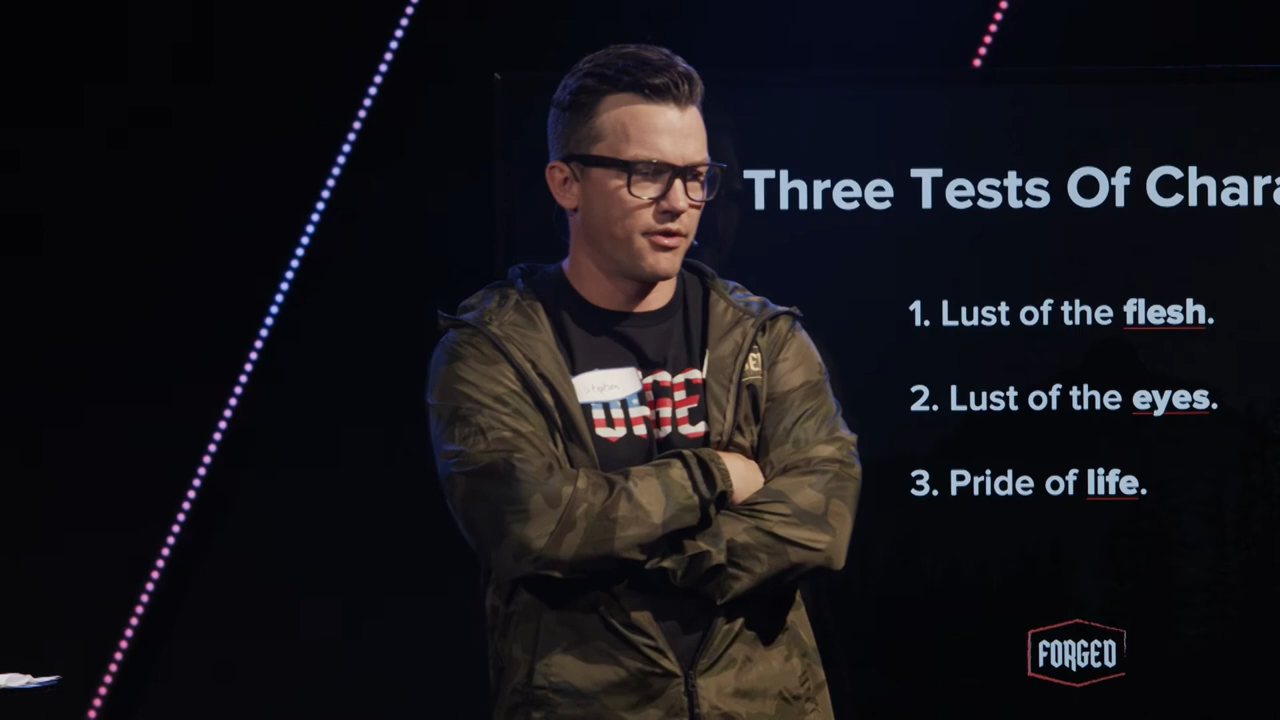 Three Tests Of Chara
1. Lust of the flesh.
2. Lust of the eyes.
3. Pride of life.
FORGED